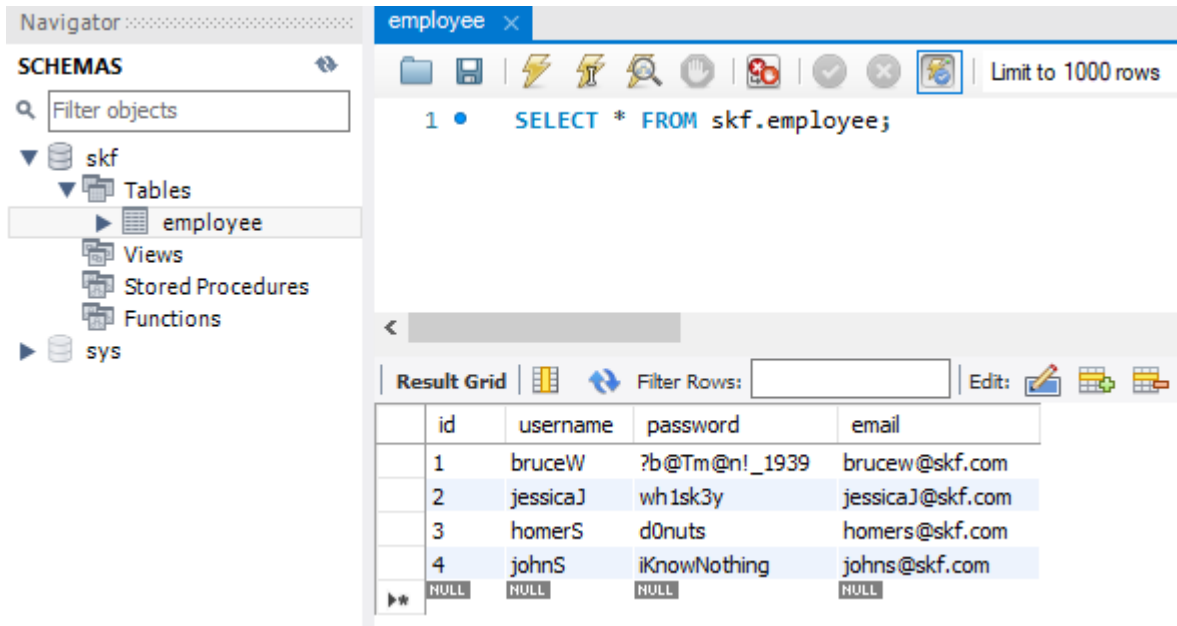 Navigator
SCHEMAS
Filter objects
skf
Tables
employee
Views
Stored Procedures
Functions
sys
employee
Limit to 1000 rows
1 SELECT * FROM skf.employee;
Result Grid Filter Rows: Edit:
id username password email
1 bruceW ?b@Tm@n!_1939 brucew@skf.com
2 jessicaJ wh1sk3y jessicaJ@skf.com
3 homerS d0nuts homers@skf.com
4 johnS iKnowNothing johns@skf.com
NULL NULL NULL NULL